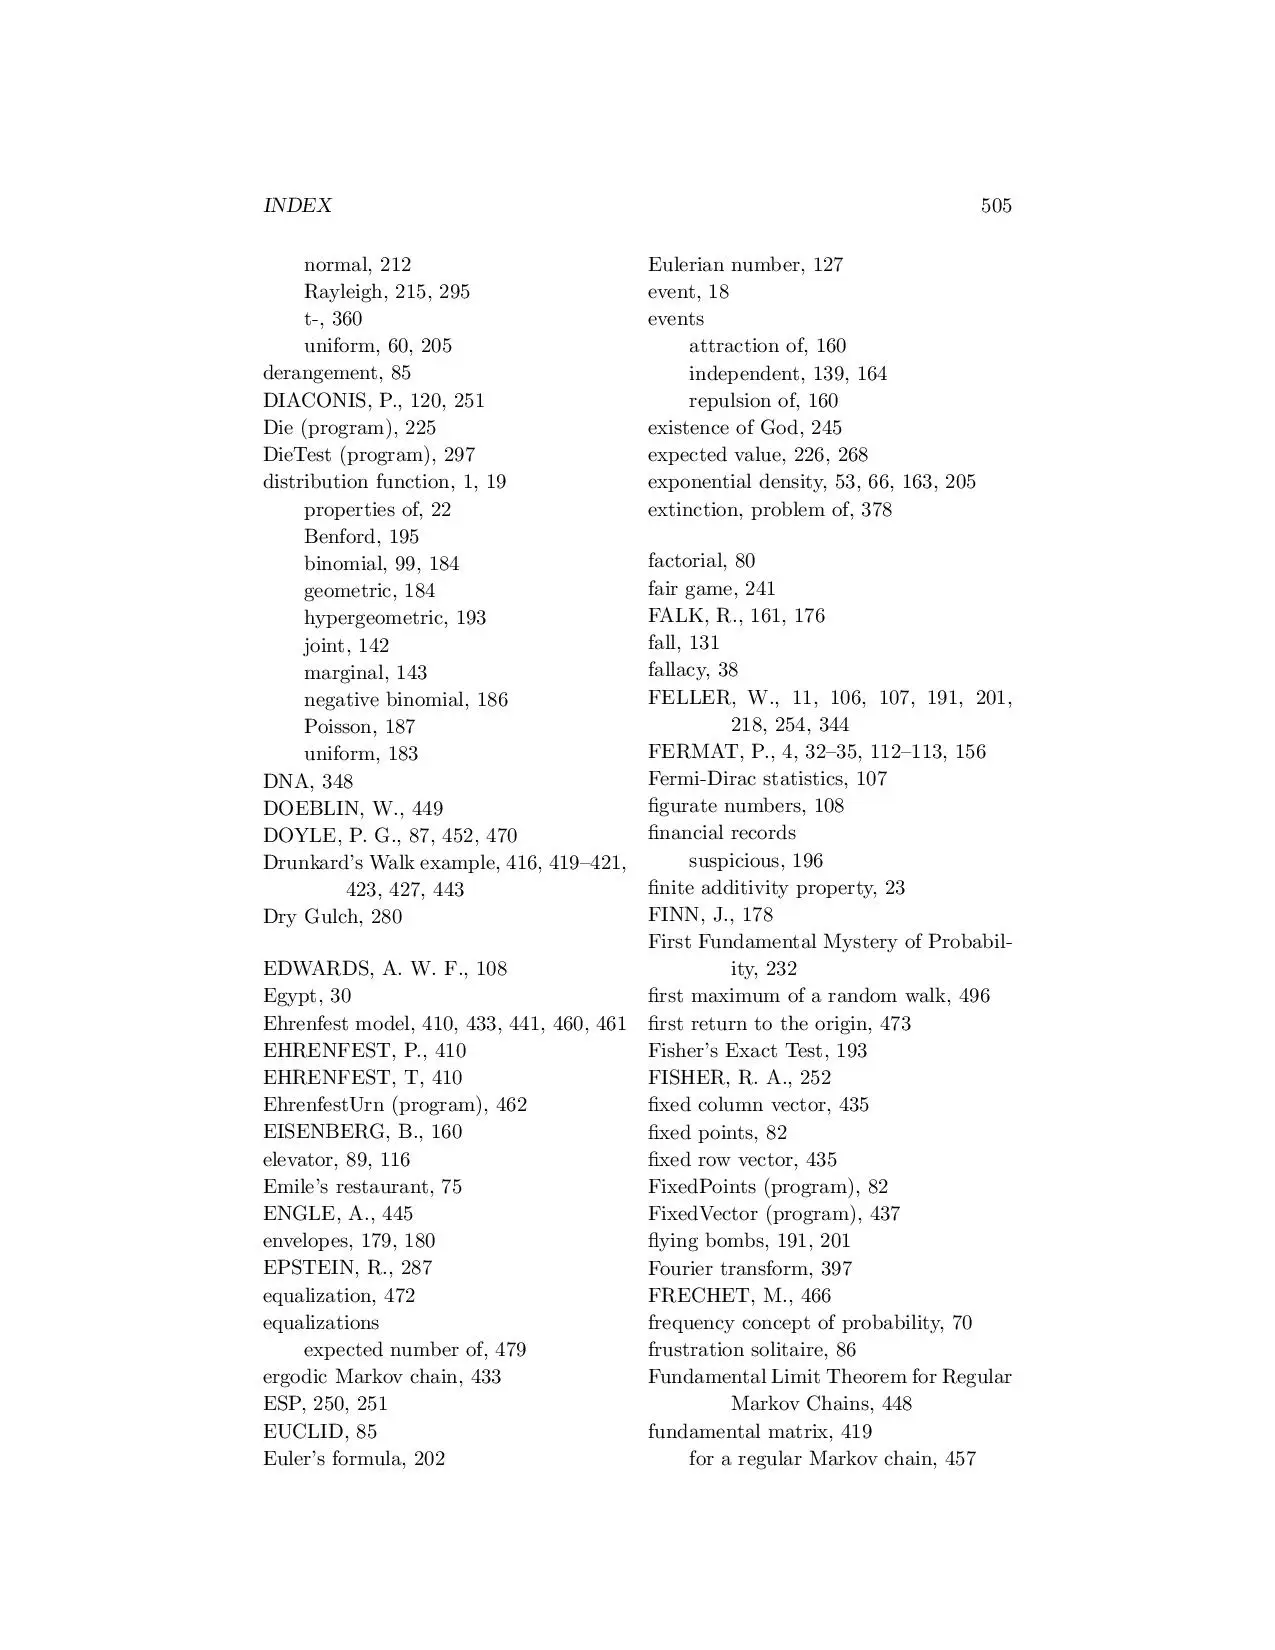 INDEX 505
normal, 212
Rayleigh, 215, 295
t-, 360
uniform, 60, 205
derangement, 85
DIACONIS, P., 120, 251
Die (program), 225
DieTest (program), 297
distribution function, 1, 19
properties of, 22
Benford, 195
binomial, 99, 184
geometric, 184
hypergeometric, 193
joint, 142
marginal, 143
negative binomial, 186
Poisson, 187
uniform, 183
DNA, 348
DOEBLIN, W., 449
DOYLE, P. G., 87, 452, 470
Drunkard's Walk example, 416, 419–421,
423, 427, 443
Dry Gulch, 280
EDWARDS, A. W. F., 108
Egypt, 30
Ehrenfest model, 410, 433, 441, 460, 461
EHRENFEST, P., 410
EHRENFEST, T, 410
EhrenfestUrn (program), 462
EISENBERG, B., 160
elevator, 89, 116
Emile's restaurant, 75
ENGLE, A., 445
envelopes, 179, 180
EPSTEIN, R., 287
equalization, 472
equalizations
expected number of, 479
ergodic Markov chain, 433
ESP, 250, 251
EUCLID, 85
Euler's formula, 202
Eulerian number, 127
event, 18
events
attraction of, 160
independent, 139, 164
repulsion of, 160
existence of God, 245
expected value, 226, 268
exponential density, 53, 66, 163, 205
extinction, problem of, 378
factorial, 80
fair game, 241
FALK, R., 161, 176
fall, 131
fallacy, 38
FELLER, W., 11, 106, 107, 191, 201,
218, 254, 344
FERMAT, P., 4, 32–35, 112–113, 156
Fermi-Dirac statistics, 107
figurate numbers, 108
financial records
suspicious, 196
finite additivity property, 23
FINN, J., 178
First Fundamental Mystery of Probabil-
ity, 232
first maximum of a random walk, 496
first return to the origin, 473
Fisher's Exact Test, 193
FISHER, R. A., 252
fixed column vector, 435
fixed points, 82
fixed row vector, 435
FixedPoints (program), 82
FixedVector (program), 437
flying bombs, 191, 201
Fourier transform, 397
FRECHET, M., 466
frequency concept of probability, 70
frustration solitaire, 86
Fundamental Limit Theorem for Regular
Markov Chains, 448
fundamental matrix, 419
for a regular Markov chain, 457